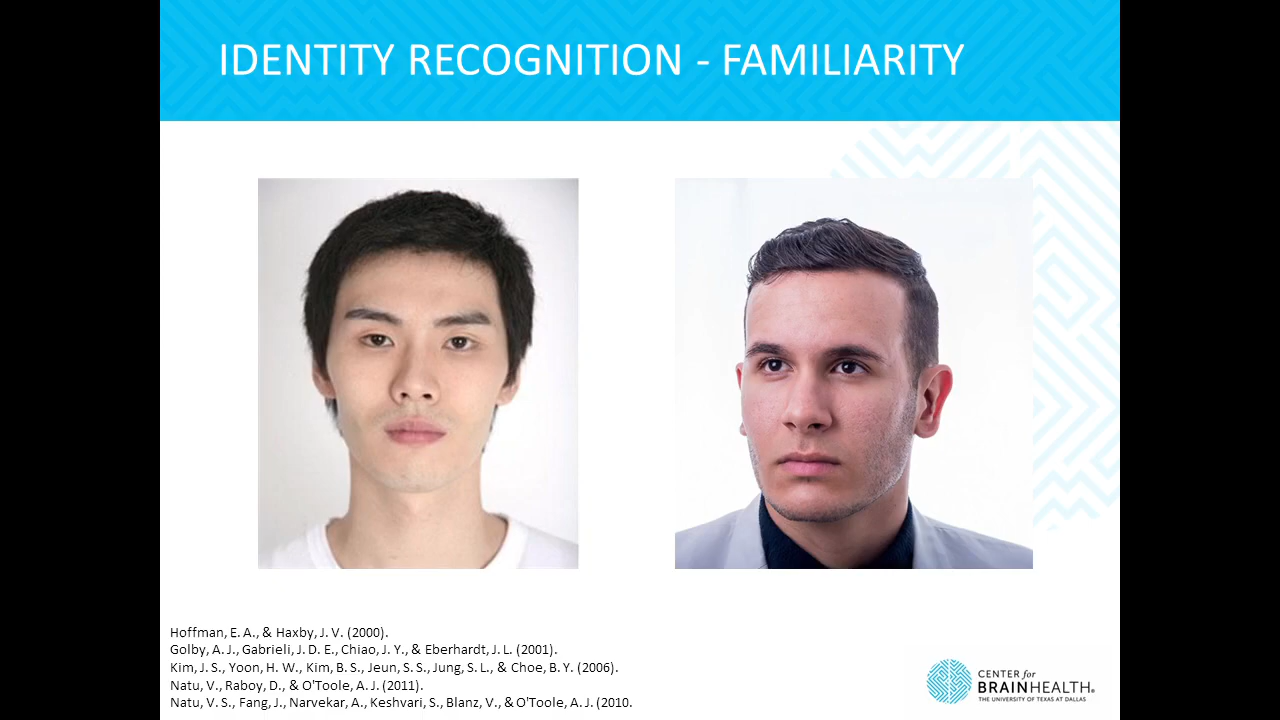 IDENTITY RECOGNITION - FAMILIARITY
Hoffman, E. A., & Haxby, J. V. (2000).
Golby, A. J., Gabrieli, J. D. E., Chiao, J. Y., & Eberhardt, J. L. (2001).
Kim, J. S., Yoon, H. W., Kim, B. S., Jeun, S. S., Jung, S. L., & Choe, B. Y. (2006).
Natu, V., Raboy, D., & O'Toole, A. J. (2011).
Natu, V. S., Fang, J., Narvekar, A., Keshvari, S., Blanz, V., & O'Toole, A. J. (2010.
CENTER for
BRAINHEALTH®
THE UNIVERSITY OF TEXAS AT DALLAS